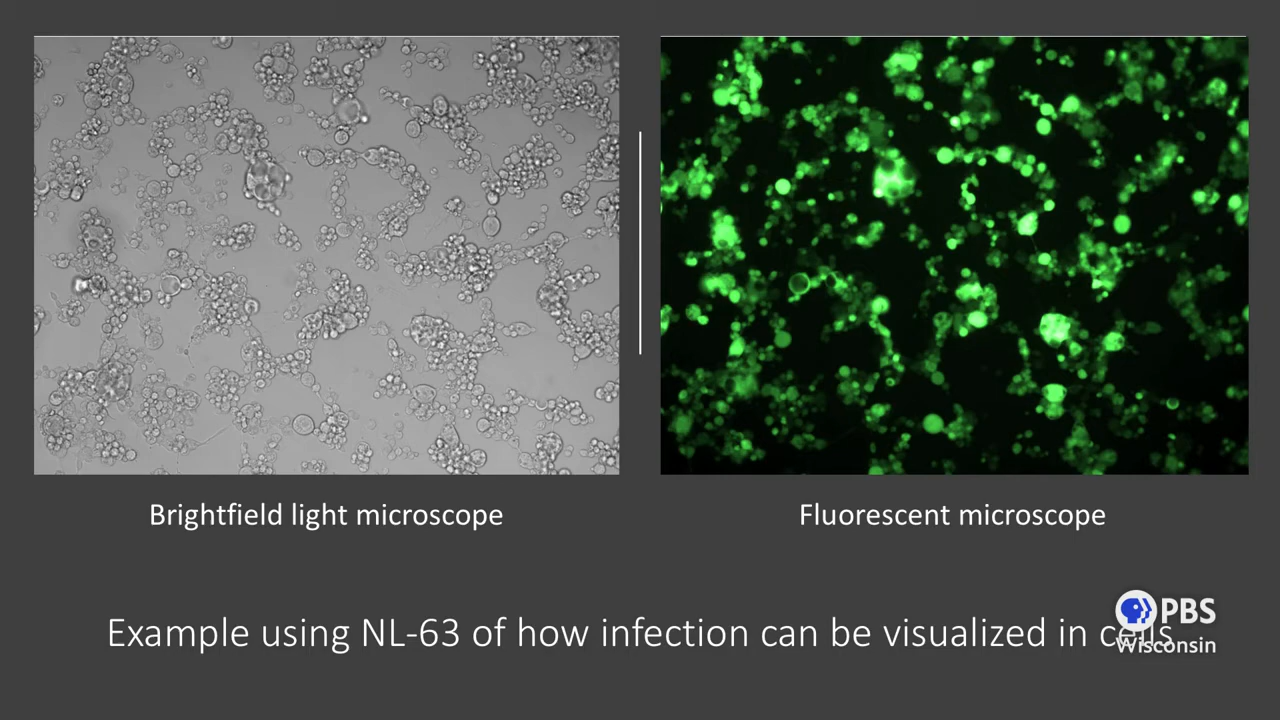 Brightfield light microscope
Fluorescent microscope
Example using NL-63 of how infection can be visualized in cells
PBS
Wisconsin